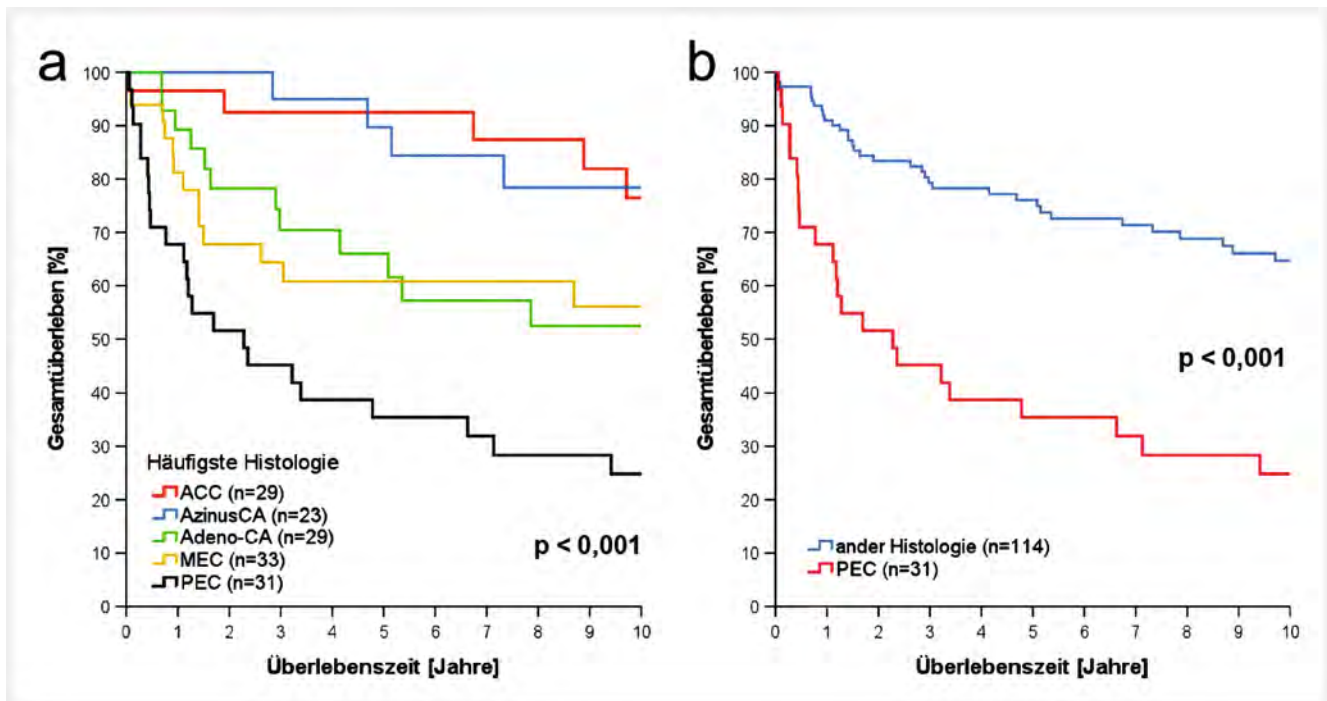 a
100
90
80
70
60
50
40
30
20
10
0
Gesamtüberleben [%]
Häufigste Histologie
ACC (n=29)
AzinusCA (n=23)
Adeno-CA (n=29)
MEC (n=33)
PEC (n=31)
p < 0,001
0 1 2 3 4 5 6 7 8 9 10
Überlebenszeit [Jahre]
b
100
90
80
70
60
50
40
30
20
10
0
Gesamtüberleben [%]
p < 0,001
ander Histologie (n=114)
PEC (n=31)
0 1 2 3 4 5 6 7 8 9 10
Überlebenszeit [Jahre]